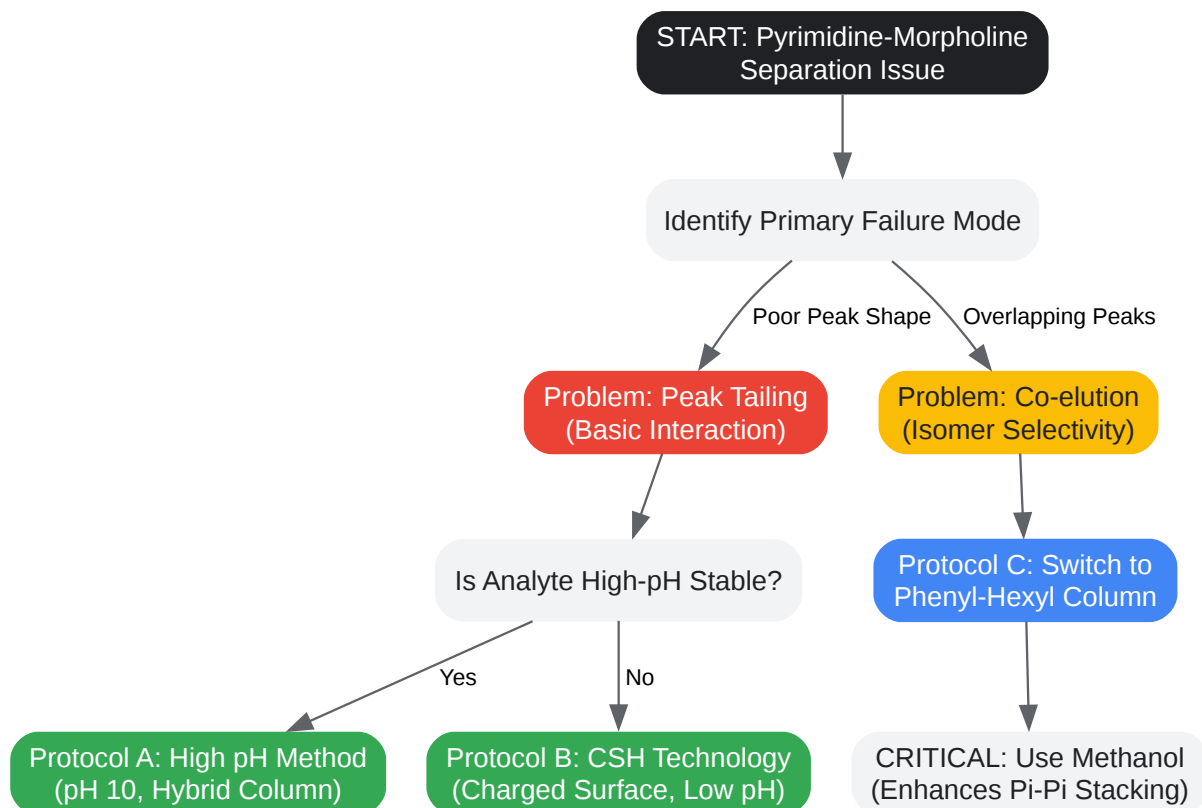 START: Pyrimidine-Morpholine
Separation Issue
Identify Primary Failure Mode
Poor Peak Shape
Overlapping Peaks
Problem: Peak Tailing
(Basic Interaction)
Problem: Co-elution
(Isomer Selectivity)
Is Analyte High-pH Stable?
Protocol C: Switch to
Phenyl-Hexyl Column
Yes
No
Protocol A: High pH Method
(pH 10, Hybrid Column)
Protocol B: CSH Technology
(Charged Surface, Low pH)
CRITICAL: Use Methanol
(Enhances Pi-Pi Stacking)